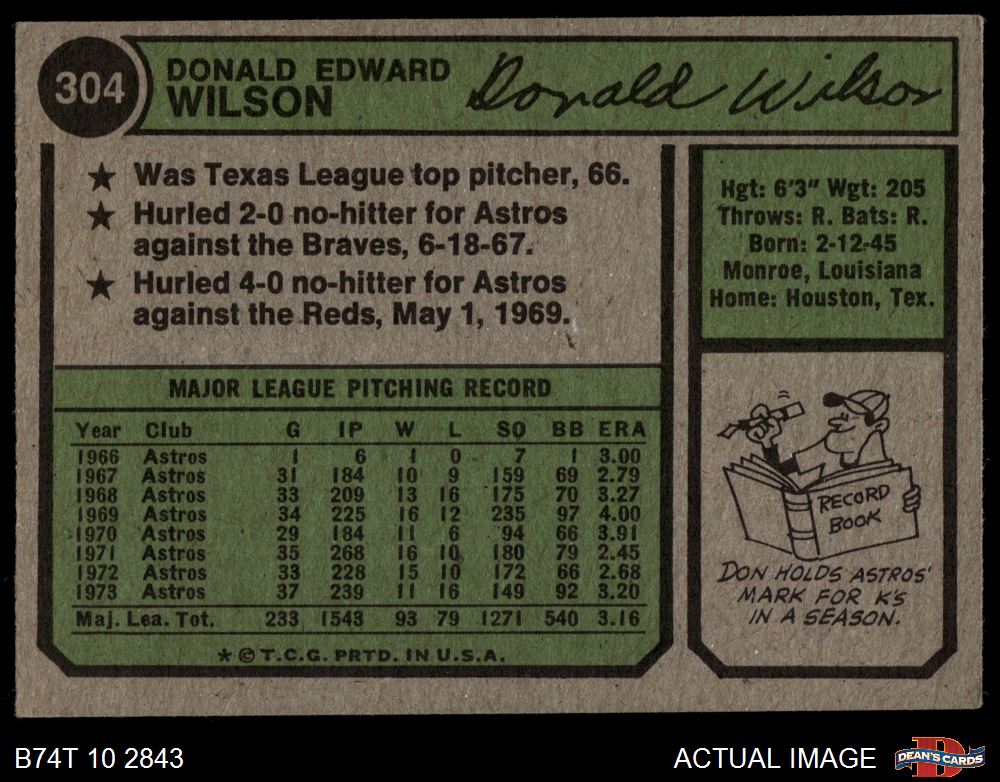 304
DONALD EDWARD
WILSON
Donald Wilson
★ Was Texas League top pitcher, 66.
★ Hurled 2-0 no-hitter for Astros
against the Braves, 6-18-67.
★ Hurled 4-0 no-hitter for Astros
against the Reds, May 1, 1969.
Hgt: 6'3" Wgt: 205
Throws: R. Bats: R.
Born: 2-12-45
Monroe, Louisiana
Home: Houston, Tex.
MAJOR LEAGUE PITCHING RECORD
Year Club G IP W L SO BB ERA
1966 Astros 1 6 1 0 7 1 3.00
1967 Astros 31 184 10 9 159 69 2.79
1968 Astros 33 209 13 16 175 70 3.27
1969 Astros 34 225 16 12 235 97 4.00
1970 Astros 29 184 11 6 94 66 3.91
1971 Astros 35 268 16 10 180 79 2.45
1972 Astros 33 228 15 10 172 66 2.68
1973 Astros 37 239 11 16 149 92 3.20
Maj. Lea. Tot. 233 1543 93 79 1271 540 3.16
* © T.C.G. PRTD. IN U.S.A.
RECORD
BOOK
DON HOLDS ASTROS'
MARK FOR K'S
IN A SEASON.
B74T 10 2843
ACTUAL IMAGE
D
DEAN'S CARDS